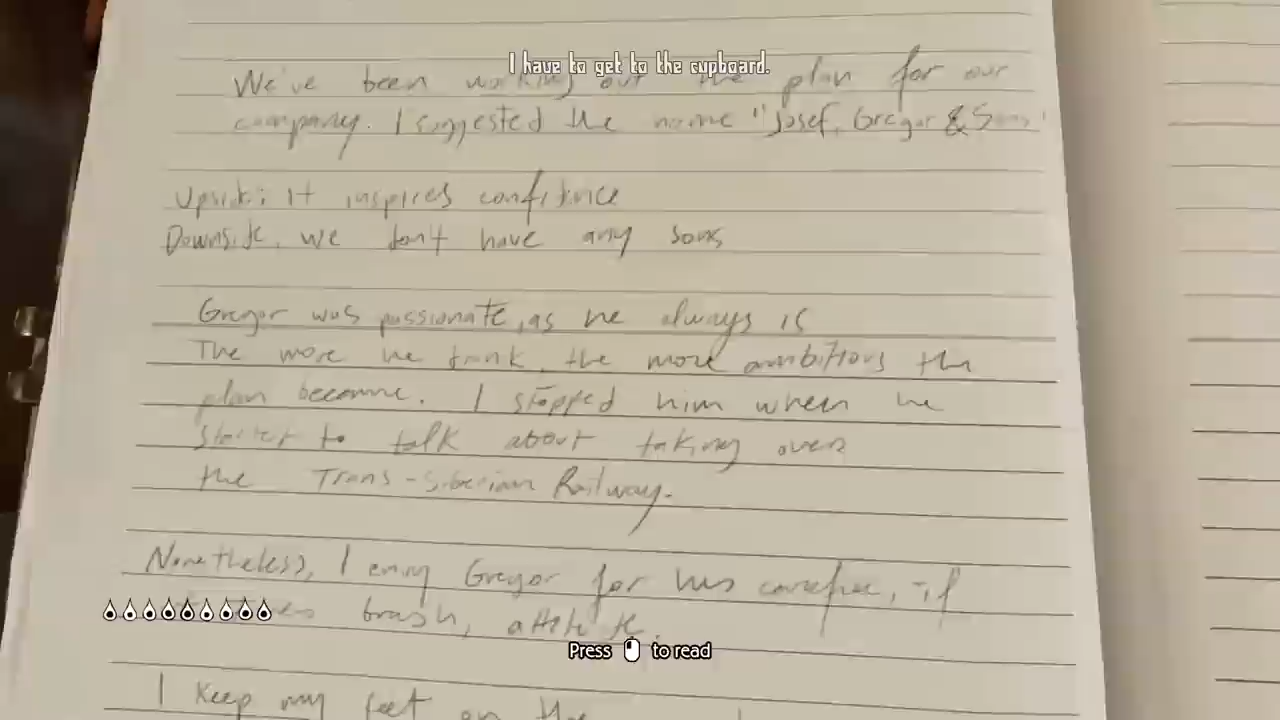 I have to get to the cupboard.
We've been working out the plan for our
company. I suggested the name "Josef, Gregor & Sons"
Upside: It inspires confidence
Downside, we don't have any sons
Gregor was passionate, as he always is
The more he drank, the more ambitious the
plan became. I stopped him when he
started to talk about taking over
the Trans-Siberian Railway.
Nonetheless, I envy Gregor for his carefree, if
brash, attitude.
Press to read
I keep my feet on the